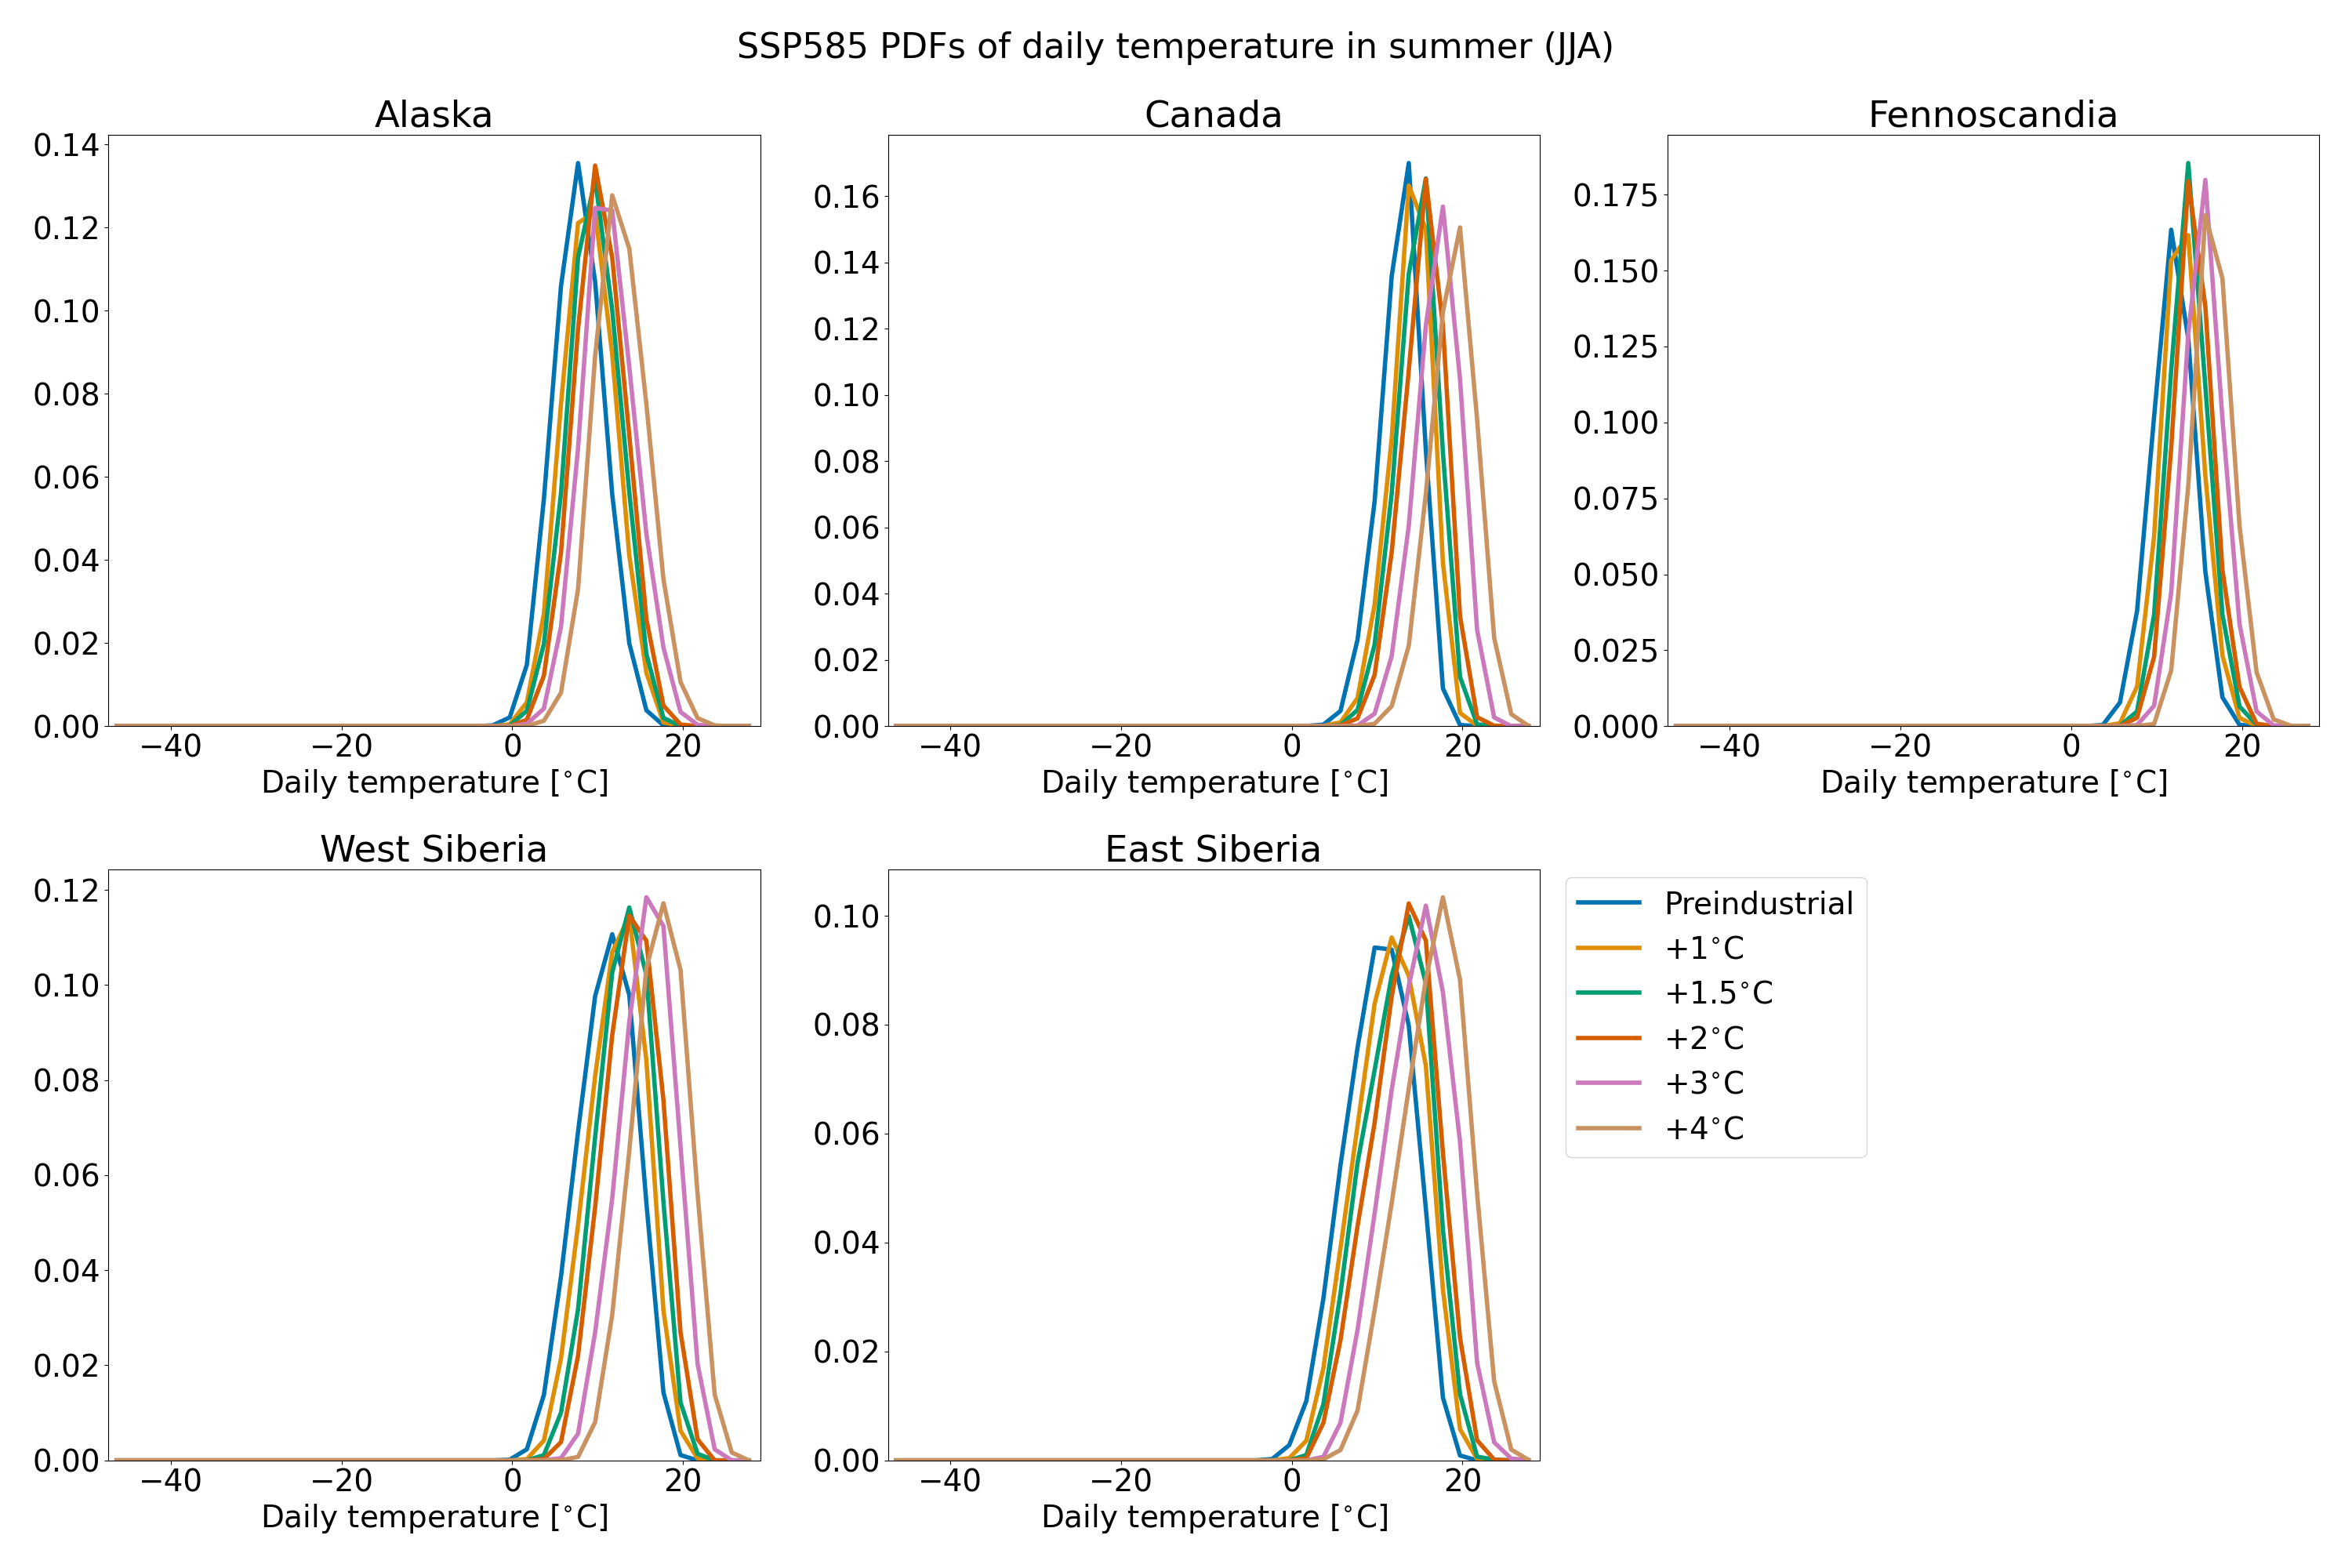 SSP585 PDFs of daily temperature in summer (JJA)
Alaska
0.14
0.12
0.10
0.08
0.06
0.04
0.02
0.00
−40 −20 0 20
Daily temperature [°C]
Canada
0.16
0.14
0.12
0.10
0.08
0.06
0.04
0.02
0.00
−40 −20 0 20
Daily temperature [°C]
Fennoscandia
0.175
0.150
0.125
0.100
0.075
0.050
0.025
0.000
−40 −20 0 20
Daily temperature [°C]
West Siberia
0.12
0.10
0.08
0.06
0.04
0.02
0.00
−40 −20 0 20
Daily temperature [°C]
East Siberia
0.10
0.08
0.06
0.04
0.02
0.00
−40 −20 0 20
Daily temperature [°C]
Preindustrial
+1°C
+1.5°C
+2°C
+3°C
+4°C